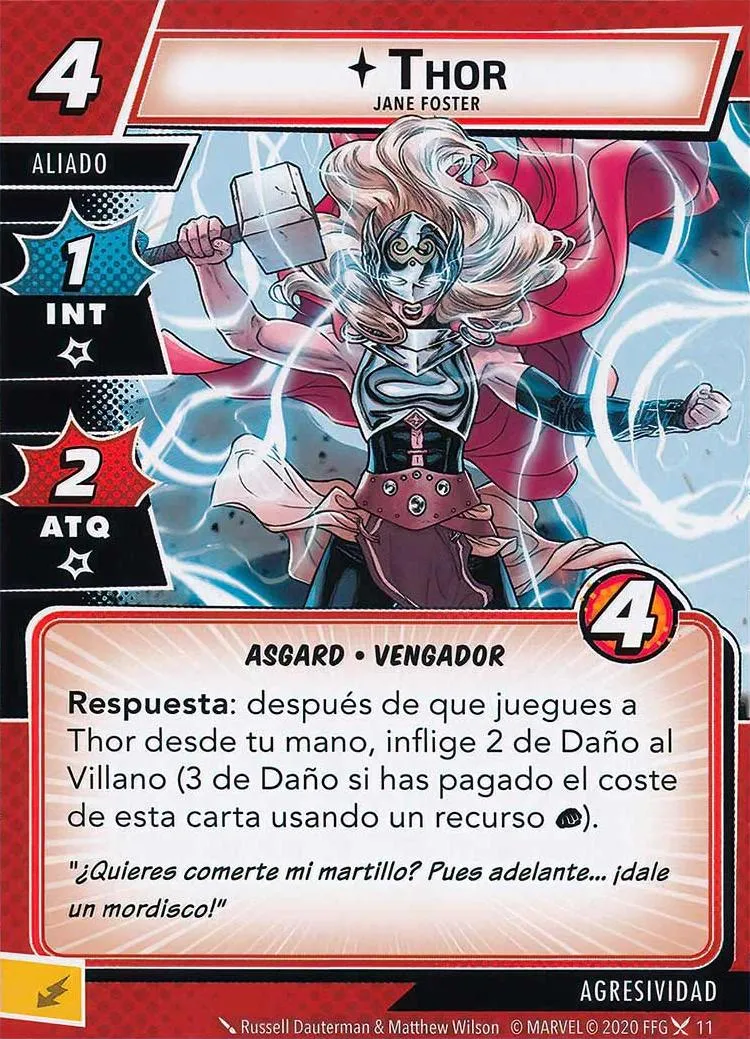 4
THOR
JANE FOSTER
ALIADO
1
INT
2
ATQ
4
ASGARD • VENGADOR
Respuesta: después de que juegues a
Thor desde tu mano, inflige 2 de Daño al
Villano (3 de Daño si has pagado el coste
de esta carta usando un recurso ).
"¿Quieres comerte mi martillo? Pues adelante... ¡dale
un mordisco!"
AGRESIVIDAD
Russell Dauterman & Matthew Wilson © MARVEL © 2020 FFG 11